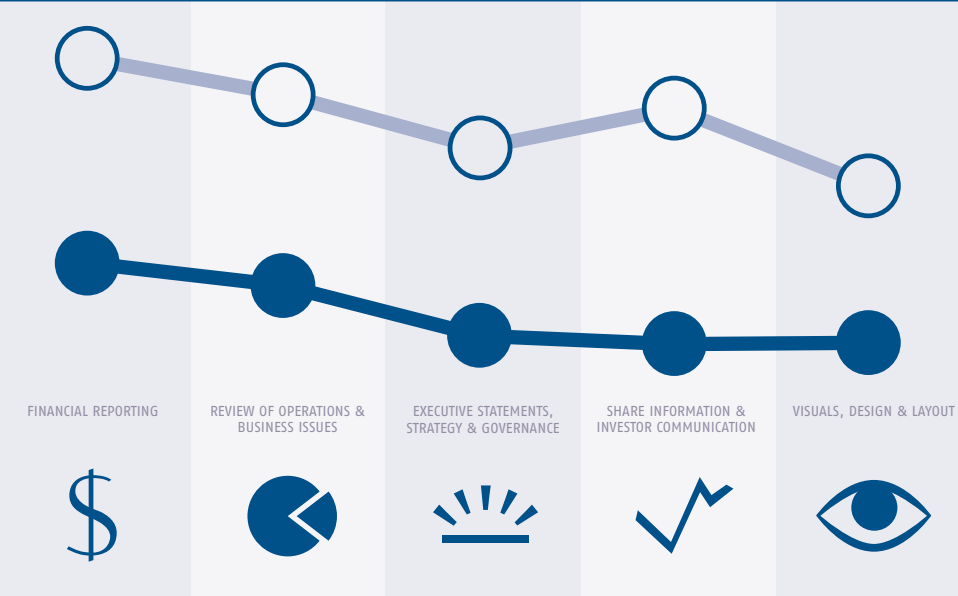 FINANCIAL REPORTING
REVIEW OF OPERATIONS &
BUSINESS ISSUES
EXECUTIVE STATEMENTS,
STRATEGY & GOVERNANCE
SHARE INFORMATION &
INVESTOR COMMUNICATION
VISUALS, DESIGN & LAYOUT
$